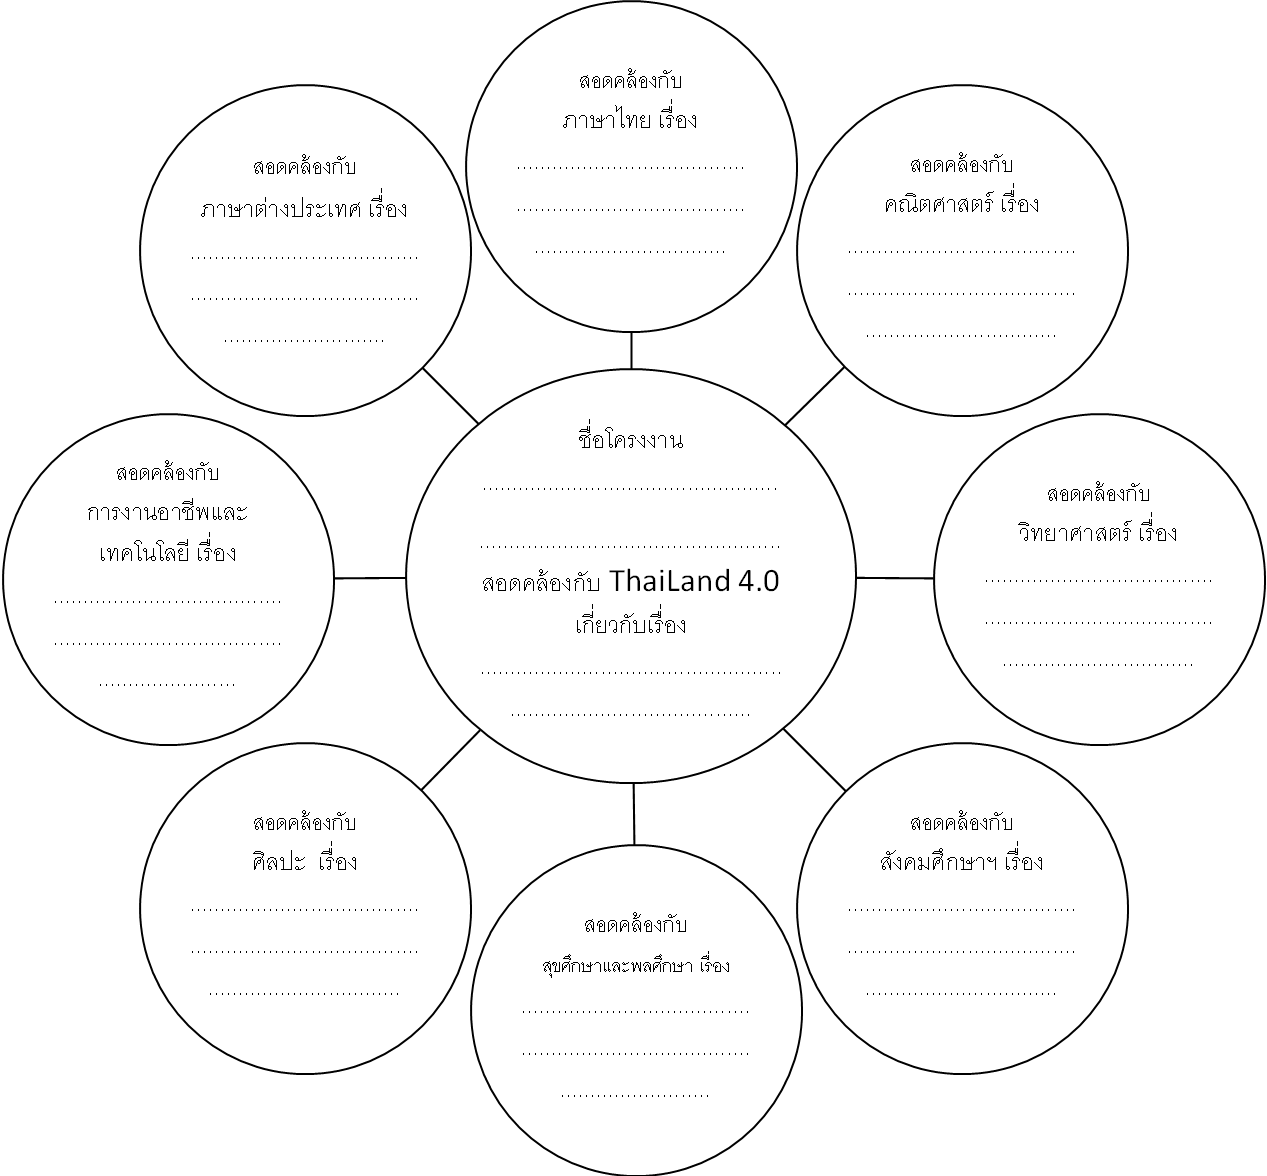 สอดคล้องกับ
ภาษาไทย เรื่อง
......................................
......................................
................................
สอดคล้องกับ
คณิตศาสตร์ เรื่อง
......................................
......................................
................................
สอดคล้องกับ
วิทยาศาสตร์ เรื่อง
......................................
......................................
................................
สอดคล้องกับ
สังคมศึกษาฯ เรื่อง
......................................
......................................
................................
สอดคล้องกับ
สุขศึกษาและพลศึกษา เรื่อง
......................................
......................................
.........................
สอดคล้องกับ
ศิลปะ เรื่อง
......................................
......................................
................................
สอดคล้องกับ
การงานอาชีพและ
เทคโนโลยี เรื่อง
......................................
......................................
.......................
สอดคล้องกับ
ภาษาต่างประเทศ เรื่อง
......................................
......................................
...........................
ชื่อโครงงาน
.................................................
..................................................
สอดคล้องกับ ThaiLand 4.0
เกี่ยวกับเรื่อง
..................................................
........................................